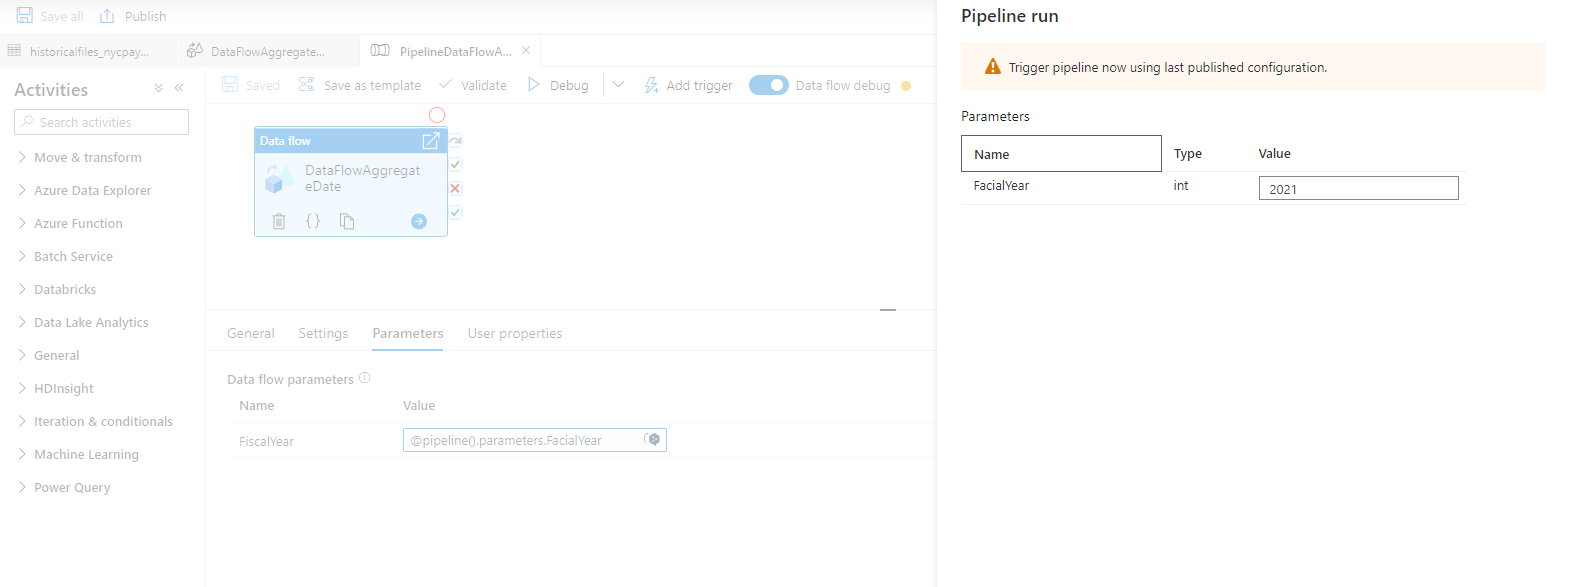 Save all Publish
historicalfiles_nycpay... DataFlowAggregate... PipelineDataFlowA...
Activities
Search activities
Move & transform
Azure Data Explorer
Azure Function
Batch Service
Databricks
Data Lake Analytics
General
HDInsight
Iteration & conditionals
Machine Learning
Power Query
Saved Save as template Validate Debug Add trigger Data flow debug
Data flow
DataFlowAggregat
eDate
General Settings Parameters User properties
Data flow parameters
Name Value
FiscalYear @pipeline().parameters.FacialYear
Pipeline run
Trigger pipeline now using last published configuration.
Parameters
Name Type Value
FacialYear int 2021